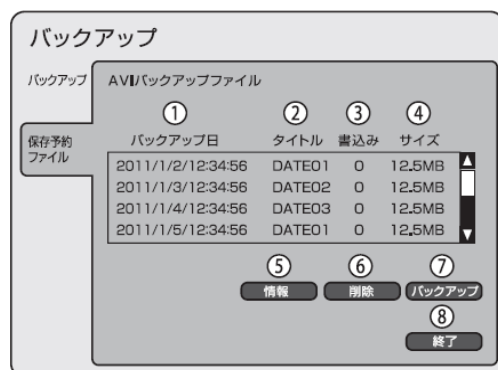 バックアップ
バックアップ
AVIバックアップファイル
① ② ③ ④
保存予約
ファイル
バックアップ日 タイトル 書込み サイズ
2011/1/2/12:34:56 DATE01 0 12.5MB
2011/1/3/12:34:56 DATE02 0 12.5MB
2011/1/4/12:34:56 DATE03 0 12.5MB
2011/1/5/12:34:56 DATE01 0 12.5MB
⑤ ⑥ ⑦
情報 削除 バックアップ
⑧
終了